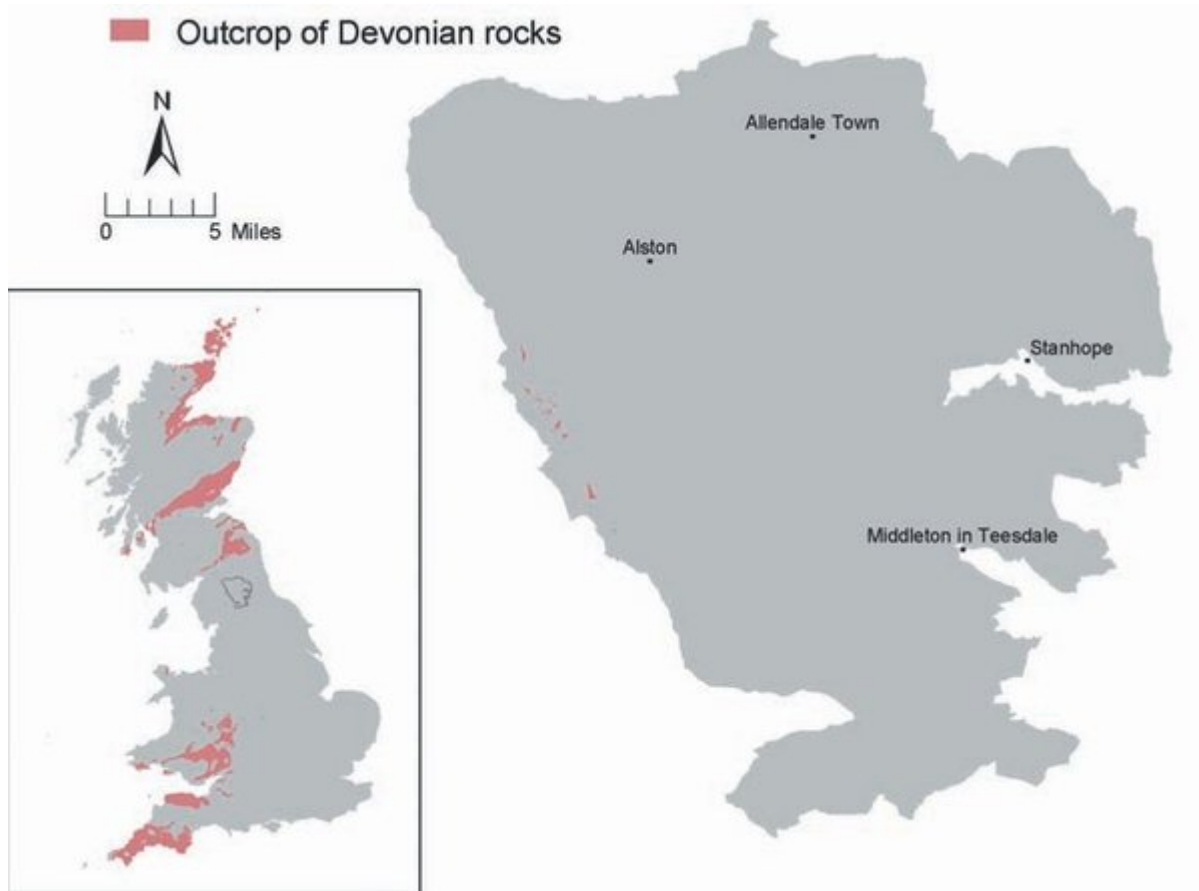 Outcrop of Devonian rocks
N
0 5 Miles
Allendale Town
Alston
Stanhope
Middleton in Teesdale